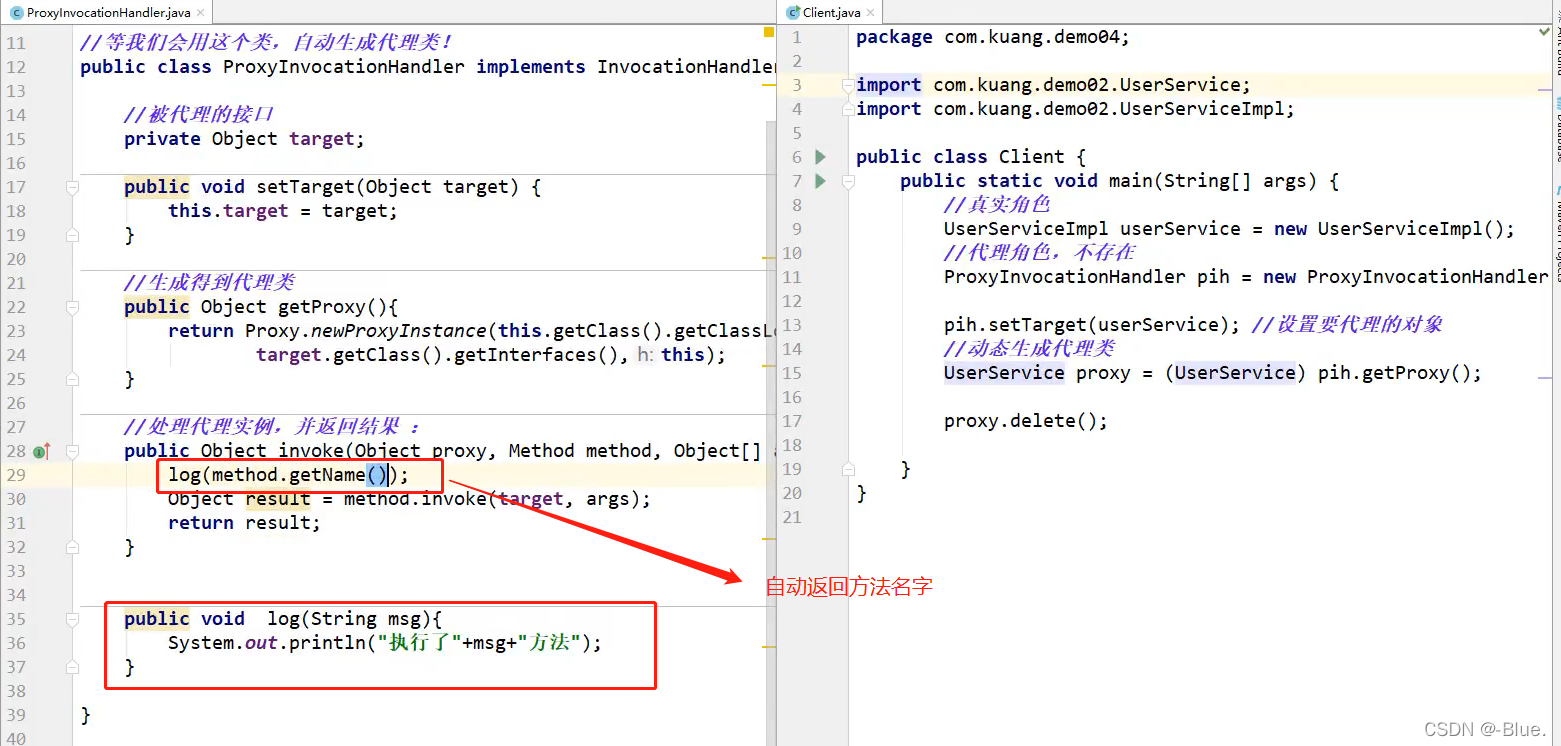 ProxyInvocationHandler.java
11 //等我们会用这个类，自动生成代理类！
12 public class ProxyInvocationHandler implements InvocationHandler
13
14 //被代理的接口
15 private Object target;
16
17 public void setTarget(Object target) {
18 this.target = target;
19 }
20
21 //生成得到代理类
22 public Object getProxy(){
23 return Proxy.newProxyInstance(this.getClass().getClassLo
24 target.getClass().getInterfaces(), h: this);
25 }
26
27 //处理代理实例，并返回结果 ：
28 public Object invoke(Object proxy, Method method, Object[]
29 log(method.getName());
30 Object result = method.invoke(target, args);
31 return result;
32 }
33
34
35 public void log(String msg){
36 System.out.println("执行了"+msg+"方法");
37 }
38
39 }
40
Client.java
1 package com.kuang.demo04;
2
3 import com.kuang.demo02.UserService;
4 import com.kuang.demo02.UserServiceImpl;
5
6 public class Client {
7 public static void main(String[] args) {
8 //真实角色
9 UserServiceImpl userService = new UserServiceImpl();
10 //代理角色，不存在
11 ProxyInvocationHandler pih = new ProxyInvocationHandler
12
13 pih.setTarget(userService); //设置要代理的对象
14 //动态生成代理类
15 UserService proxy = (UserService) pih.getProxy();
16
17 proxy.delete();
18
19 }
20 }
21
自动返回方法名字
CSDN @-Blue.